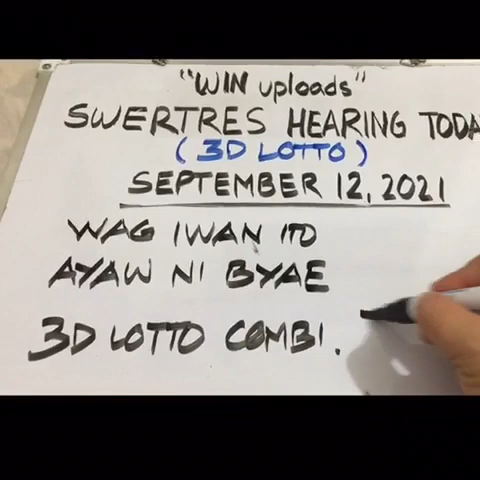 "WIN uploads"
SWERTRES HEARING TODA
(3D LOTTO)
SEPTEMBER 12, 2021
WAG IWAN ITO
AYAW NI BYAE
3D LOTTO COMBI.